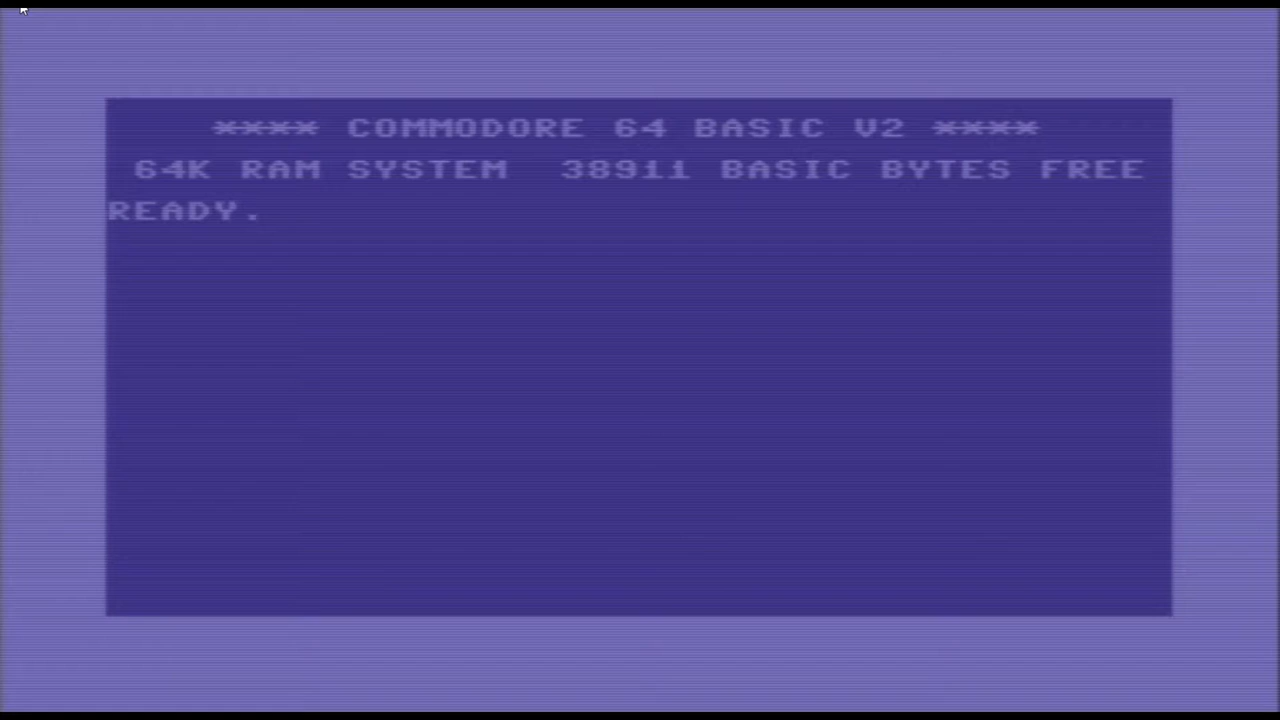 **** COMMODORE 64 BASIC V2 ****
64K RAM SYSTEM  38911 BASIC BYTES FREE
READY.